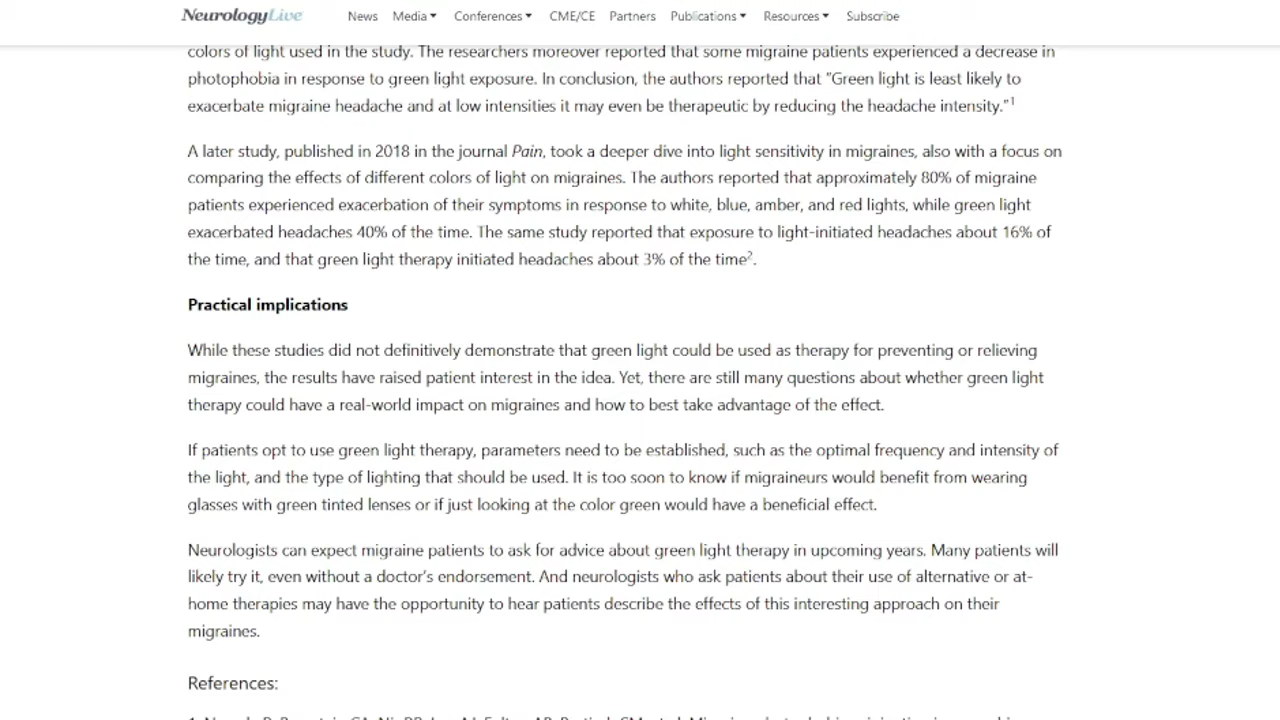 NeurologyLive News Media Conferences CME/CE Partners Publications Resources Subscribe
colors of light used in the study. The researchers moreover reported that some migraine patients experienced a decrease in
photophobia in response to green light exposure. In conclusion, the authors reported that "Green light is least likely to
exacerbate migraine headache and at low intensities it may even be therapeutic by reducing the headache intensity."1
A later study, published in 2018 in the journal Pain, took a deeper dive into light sensitivity in migraines, also with a focus on
comparing the effects of different colors of light on migraines. The authors reported that approximately 80% of migraine
patients experienced exacerbation of their symptoms in response to white, blue, amber, and red lights, while green light
exacerbated headaches 40% of the time. The same study reported that exposure to light-initiated headaches about 16% of
the time, and that green light therapy initiated headaches about 3% of the time2.
Practical implications
While these studies did not definitively demonstrate that green light could be used as therapy for preventing or relieving
migraines, the results have raised patient interest in the idea. Yet, there are still many questions about whether green light
therapy could have a real-world impact on migraines and how to best take advantage of the effect.
If patients opt to use green light therapy, parameters need to be established, such as the optimal frequency and intensity of
the light, and the type of lighting that should be used. It is too soon to know if migraineurs would benefit from wearing
glasses with green tinted lenses or if just looking at the color green would have a beneficial effect.
Neurologists can expect migraine patients to ask for advice about green light therapy in upcoming years. Many patients will
likely try it, even without a doctor's endorsement. And neurologists who ask patients about their use of alternative or at-
home therapies may have the opportunity to hear patients describe the effects of this interesting approach on their
migraines.
References: